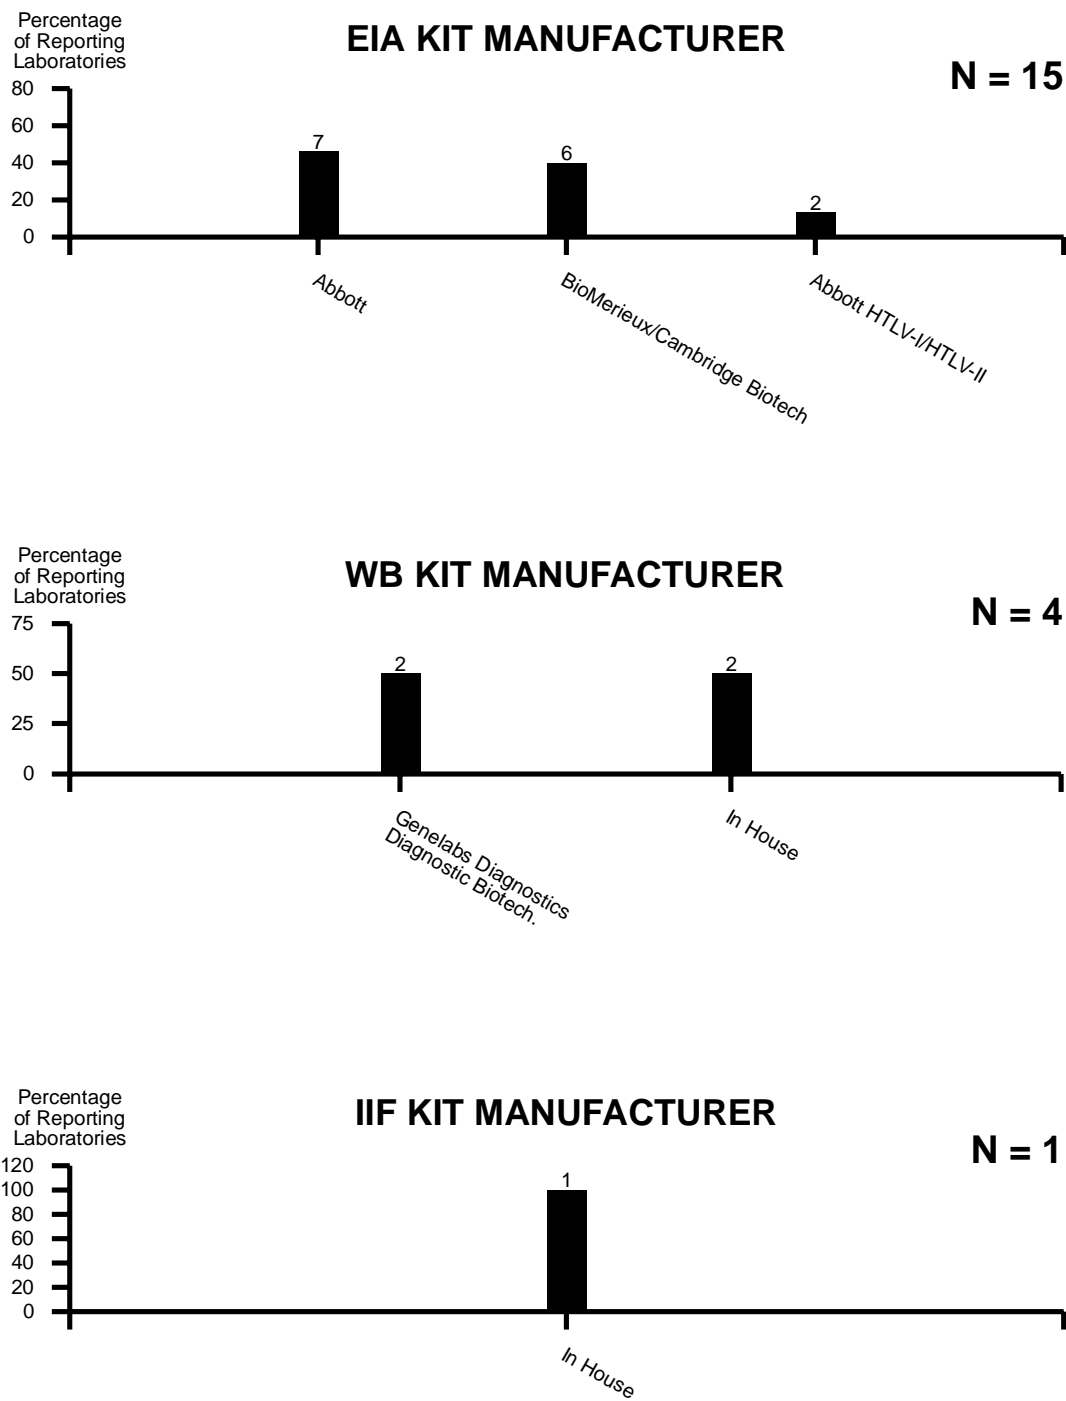 Percentage
of Reporting
Laboratories
EIA KIT MANUFACTURER
N = 15
80
60
40
20
0
7
6
2
Abbott
BioMerieux/Cambridge Biotech
Abbott HTLV-I/HTLV-II
Percentage
of Reporting
Laboratories
WB KIT MANUFACTURER
N = 4
75
50
25
0
2
2
Genelabs Diagnostics
Diagnostic Biotech.
In House
Percentage
of Reporting
Laboratories
IIF KIT MANUFACTURER
N = 1
120
100
80
60
40
20
0
1
In House